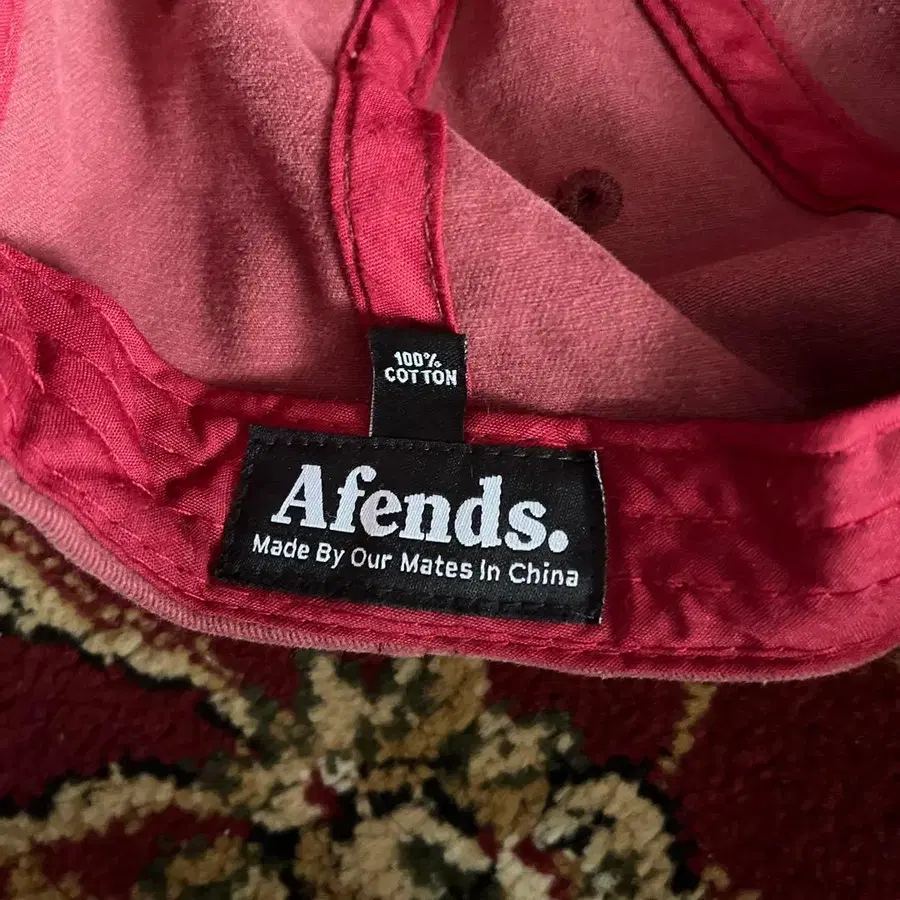 100%
COTTON
Afends.
Made By Our Mates In China